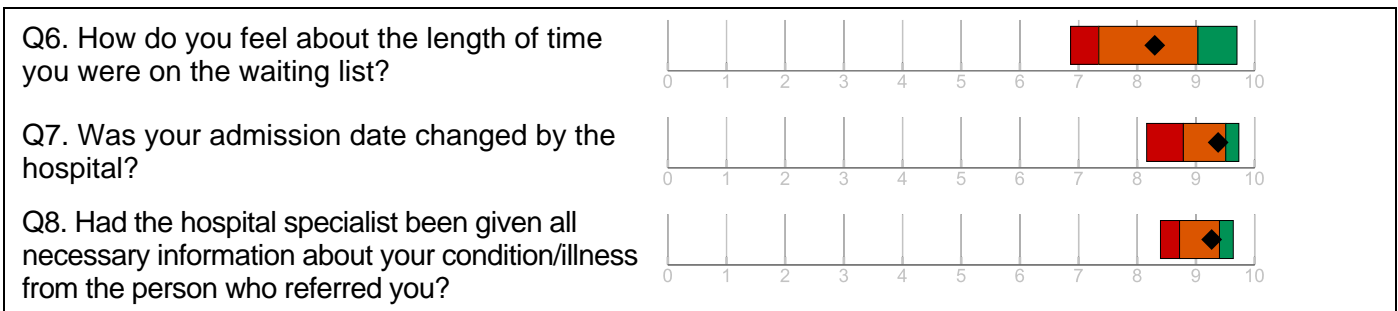 Q6. How do you feel about the length of time
you were on the waiting list?
0 1 2 3 4 5 6 7 8 9 10
Q7. Was your admission date changed by the
hospital?
0 1 2 3 4 5 6 7 8 9 10
Q8. Had the hospital specialist been given all
necessary information about your condition/illness
from the person who referred you?
0 1 2 3 4 5 6 7 8 9 10